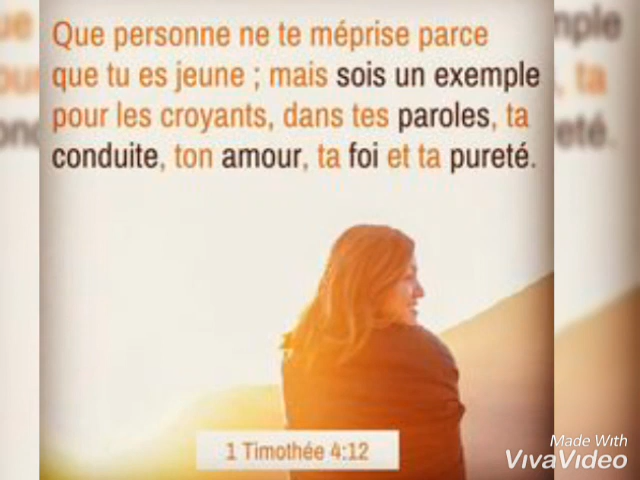 Que personne ne te méprise parce
que tu es jeune ; mais sois un exemple
pour les croyants, dans tes paroles, ta
conduite, ton amour, ta foi et ta pureté.
1 Timothée 4:12
Made With
VivaVideo